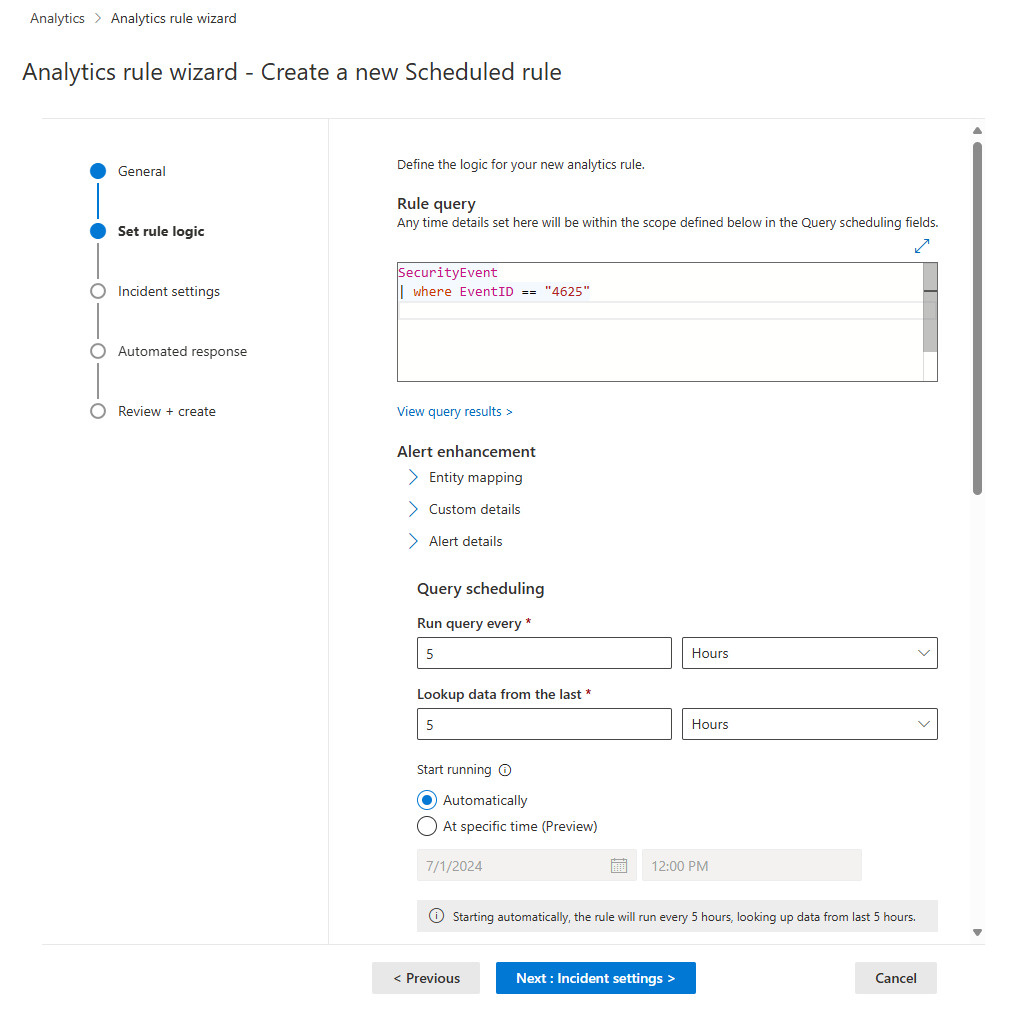 Analytics > Analytics rule wizard
Analytics rule wizard - Create a new Scheduled rule
General
Set rule logic
Incident settings
Automated response
Review + create
Define the logic for your new analytics rule.
Rule query
Any time details set here will be within the scope defined below in the Query scheduling fields.
SecurityEvent
| where EventID == "4625"
View query results >
Alert enhancement
Entity mapping
Custom details
Alert details
Query scheduling
Run query every *
5 Hours
Lookup data from the last *
5 Hours
Start running
Automatically
At specific time (Preview)
7/1/2024 12:00 PM
Starting automatically, the rule will run every 5 hours, looking up data from last 5 hours.
< Previous Next : Incident settings > Cancel